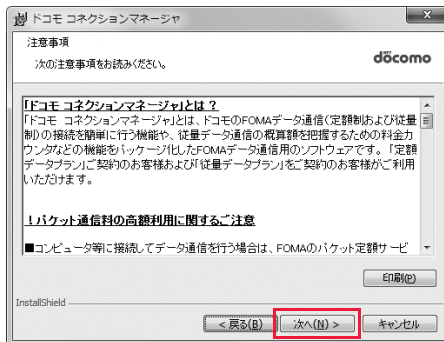 ドコモ コネクションマネージャ
注意事項
次の注意事項をお読みください。
döcomo
「ドコモ コネクションマネージャ」とは？
「ドコモ コネクションマネージャ」とは、ドコモのFOMAデータ通信（定額制および従量
制）の接続を簡単に行う機能や、従量データ通信の概算額を把握するための料金カ
ウンタなどの機能をパッケージ化したFOMAデータ通信用のソフトウェアです。「定額
データプラン」ご契約のお客様および「従量データプラン」をご契約のお客様がご利用
いただけます。
！パケット通信料の高額利用に関するご注意
■コンピュータ等に接続してデータ通信を行う場合は、FOMAのパケット定額サービ
印刷(P)
InstallShield
< 戻る(B)
次へ(N) >
キャンセル